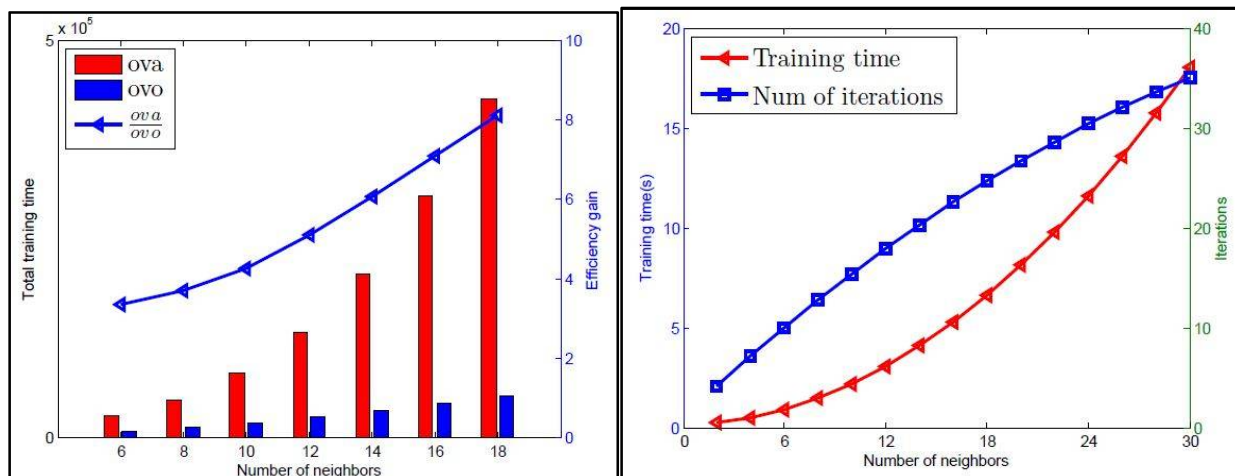 x 10^5
5
0
Total training time
ova
ovo
ova
ovo
6 8 10 12 14 16 18
Number of neighbors
10
8
6
4
2
0
Efficiency gain
20
15
10
5
0
Training time(s)
Training time
Num of iterations
0 6 12 18 24 30
Number of neighbors
40
30
20
10
0
Iterations